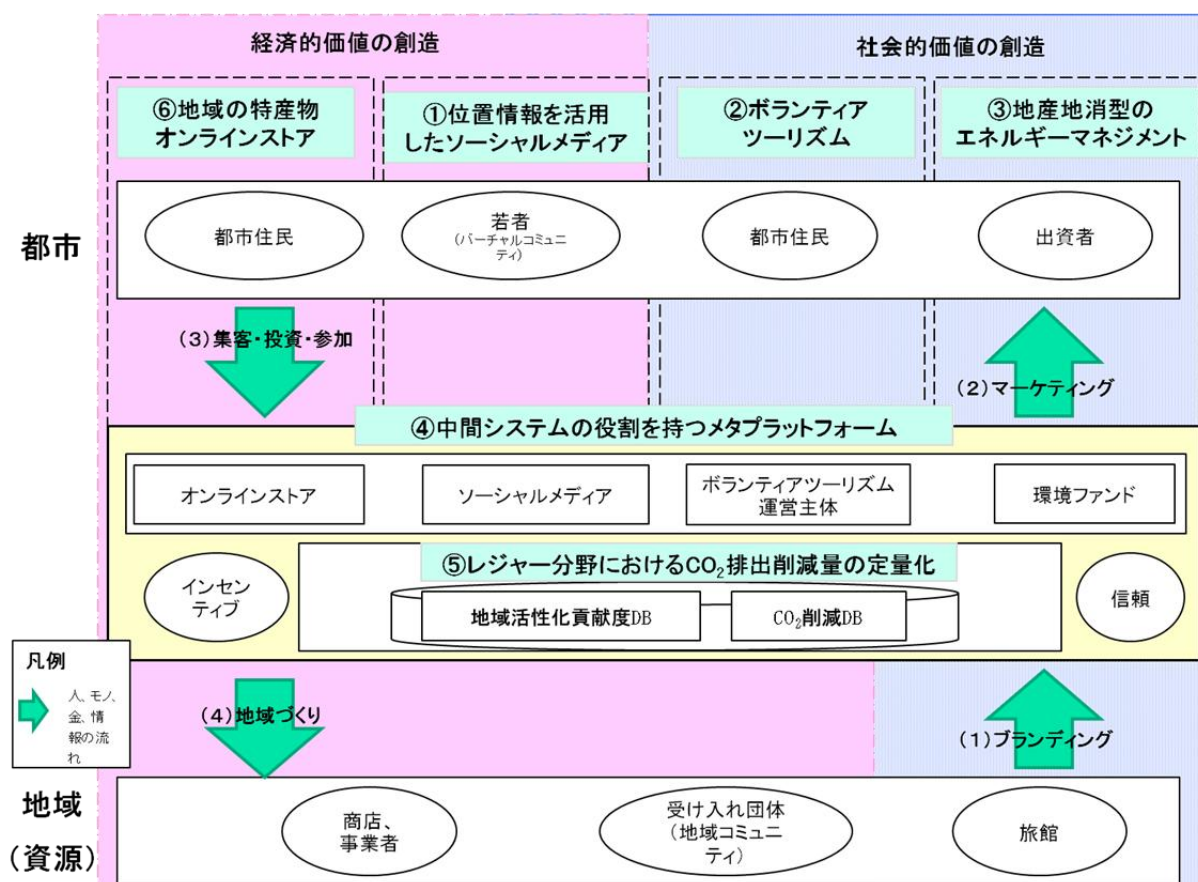 経済的価値の創造
社会的価値の創造
⑥地域の特産物
オンラインストア
①位置情報を活用
したソーシャルメディア
②ボランティア
ツーリズム
③地産地消型の
エネルギーマネジメント
都市
都市住民
若者
(バーチャルコミュニ
ティ)
都市住民
出資者
(3)集客・投資・参加
(2)マーケティング
④中間システムの役割を持つメタプラットフォーム
オンラインストア
ソーシャルメディア
ボランティアツーリズム
運営主体
環境ファンド
⑤レジャー分野におけるCO₂排出削減量の定量化
インセン
ティブ
地域活性化貢献度DB
CO₂削減DB
信頼
凡例
人、モノ、
金、情
報の流
れ
(4)地域づくり
(1)ブランディング
地域
(資源)
商店、
事業者
受け入れ団体
(地域コミュニ
ティ)
旅館